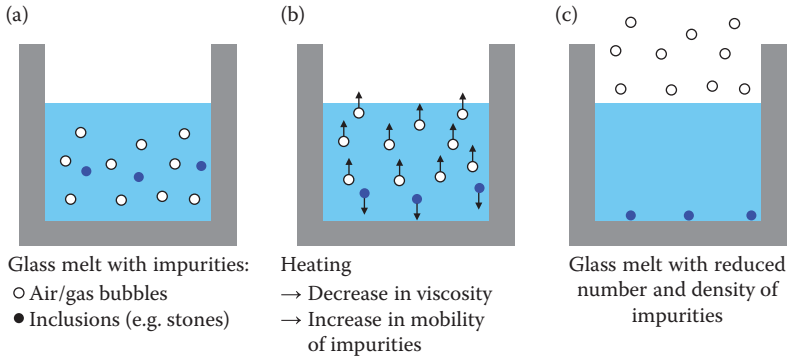 (a)
(b)
(c)
Glass melt with impurities:
Air/gas bubbles
Inclusions (e.g. stones)
Heating
→ Decrease in viscosity
→ Increase in mobility
of impurities
Glass melt with reduced
number and density of
impurities